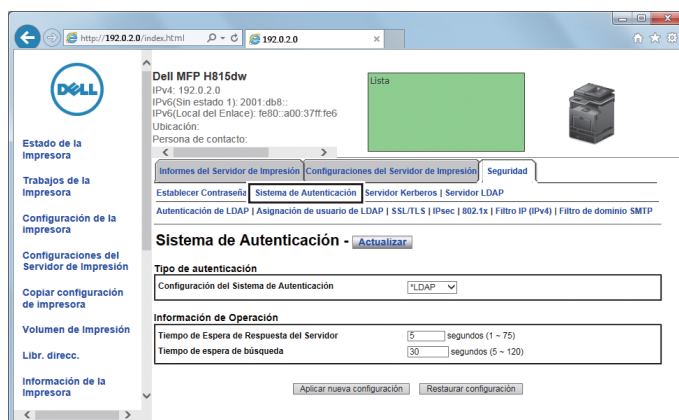 http://192.0.2.0/index.html
192.0.2.0
DELL
Estado de la Impresora
Trabajos de la Impresora
Configuración de la impresora
Configuraciones del Servidor de Impresión
Copiar configuración de impresora
Volumen de Impresión
Libr. direcc.
Información de la Impresora
Dell MFP H815dw
IPv4: 192.0.2.0
IPv6(Sin estado 1): 2001:db8::
IPv6(Local del Enlace): fe80::a00:37ff:fe6
Ubicación:
Persona de contacto:
Lista
Informes del Servidor de Impresión Configuraciones del Servidor de Impresión Seguridad
Establecer Contraseña Sistema de Autenticación Servidor Kerberos | Servidor LDAP
Autenticación de LDAP | Asignación de usuario de LDAP | SSL/TLS | IPsec | 802.1x | Filtro IP (IPv4) | Filtro de dominio SMTP
Sistema de Autenticación - Actualizar
Tipo de autenticación
Configuración del Sistema de Autenticación *LDAP
Información de Operación
Tiempo de Espera de Respuesta del Servidor 5 segundos (1 ~ 75)
Tiempo de espera de búsqueda 30 segundos (5 ~ 120)
Aplicar nueva configuración Restaurar configuración